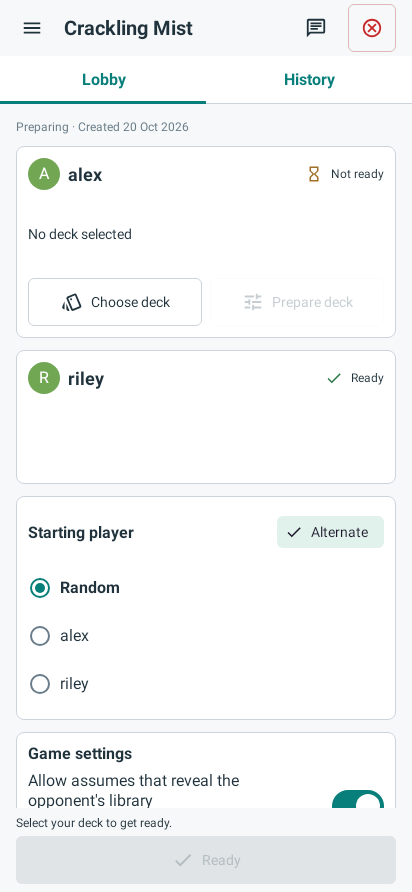 Crackling Mist
Lobby
History
Preparing · Created 20 Oct 2026
A
alex
Not ready
No deck selected
Choose deck
Prepare deck
R
riley
Ready
Starting player
Alternate
Random
alex
riley
Game settings
Allow assumes that reveal the
opponent's library
Select your deck to get ready.
Ready